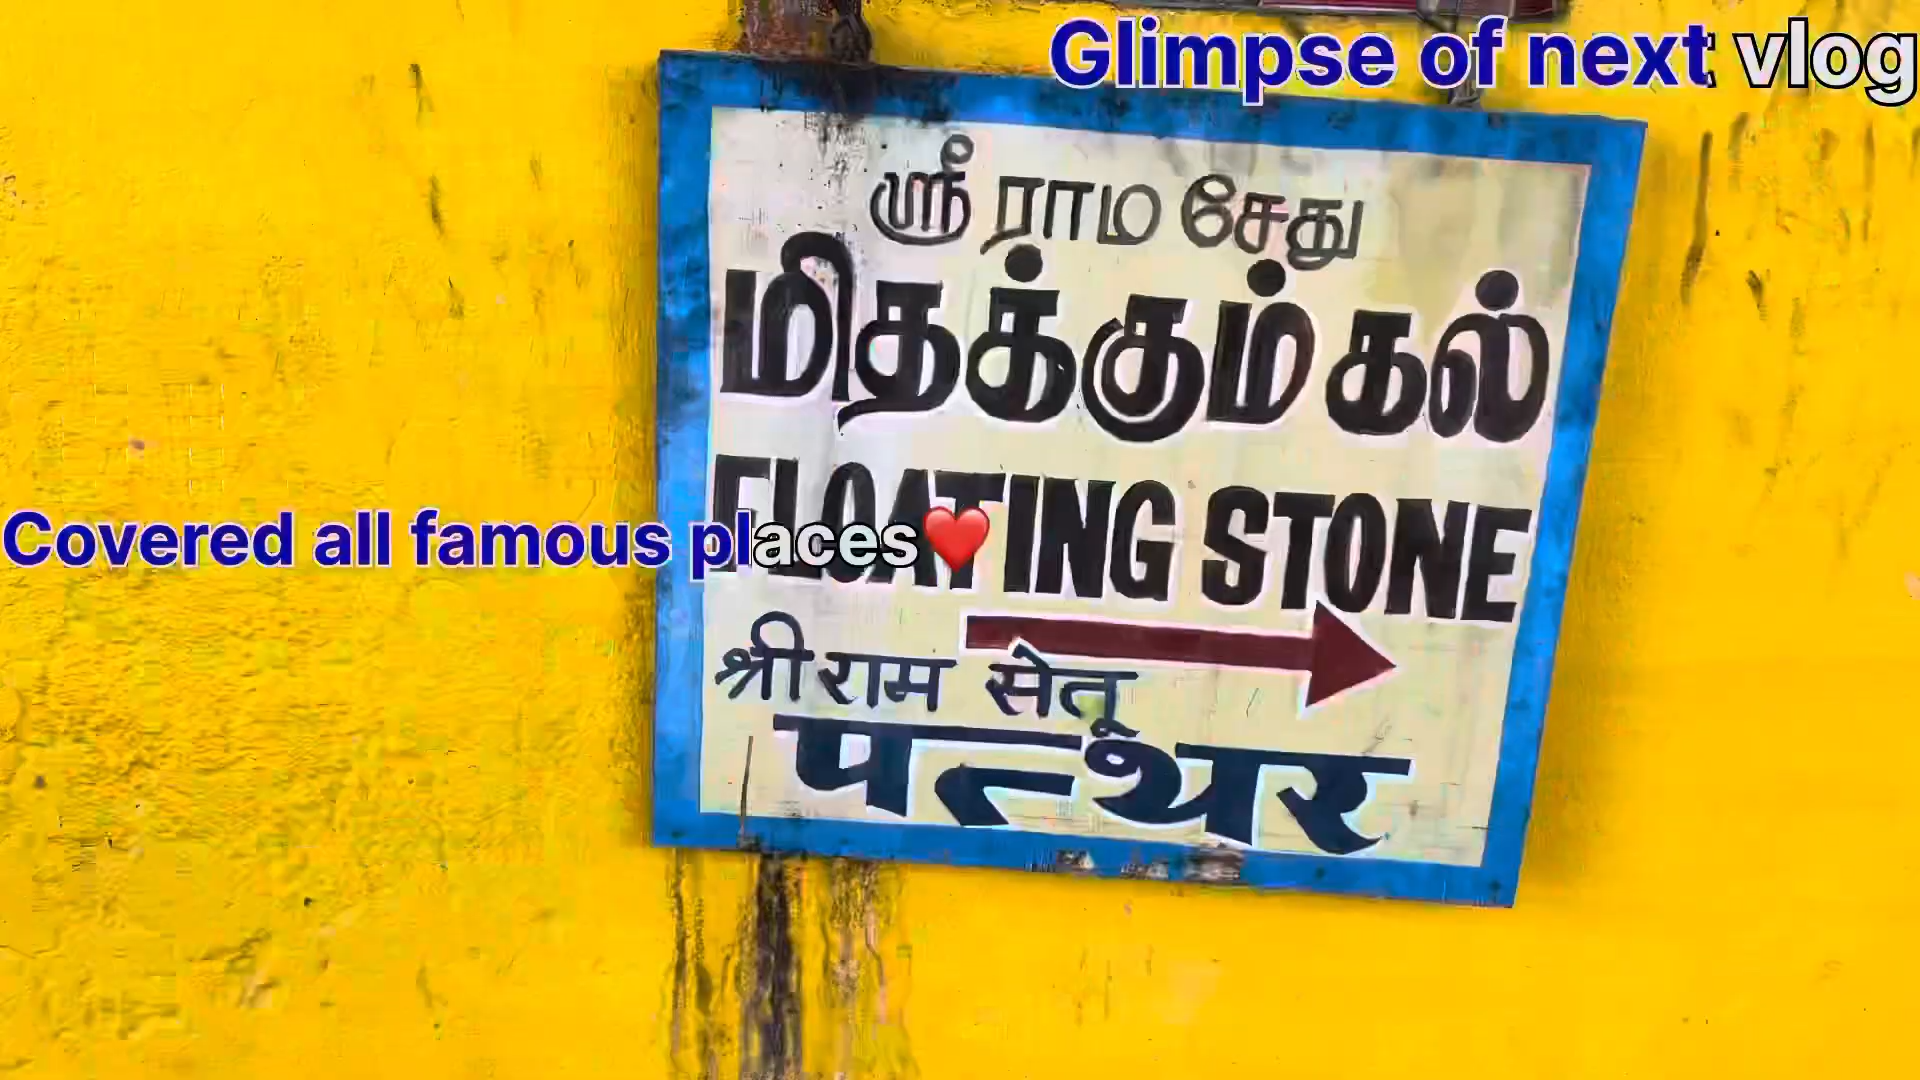 Glimpse of next vlog
ஸ்ரீ ராம சேது
மிதக்கும் கல்
FLOATING STONE
Covered all famous places❤️
श्री राम सेतू
पत्थर